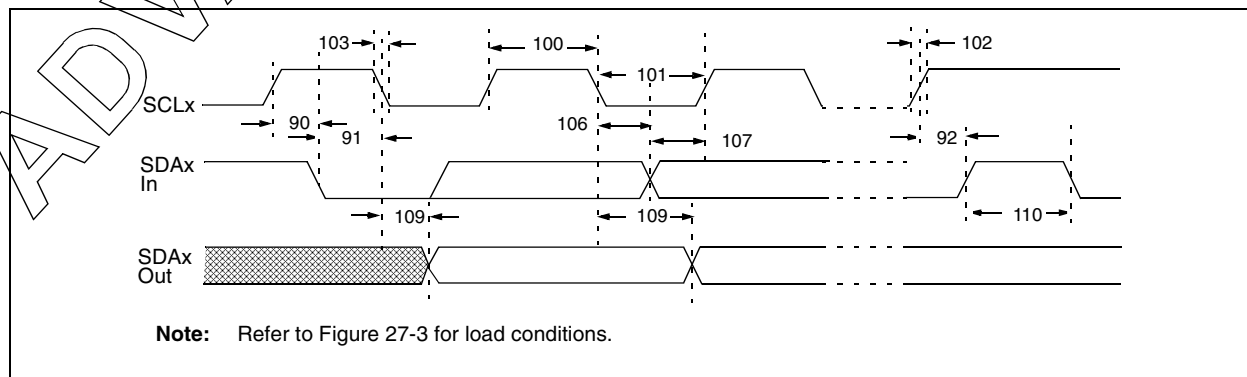 103
100
102
101
SCLx
90
106
91
107
92
SDAx
In
109
109
110
SDAx
Out
Note: Refer to Figure 27-3 for load conditions.